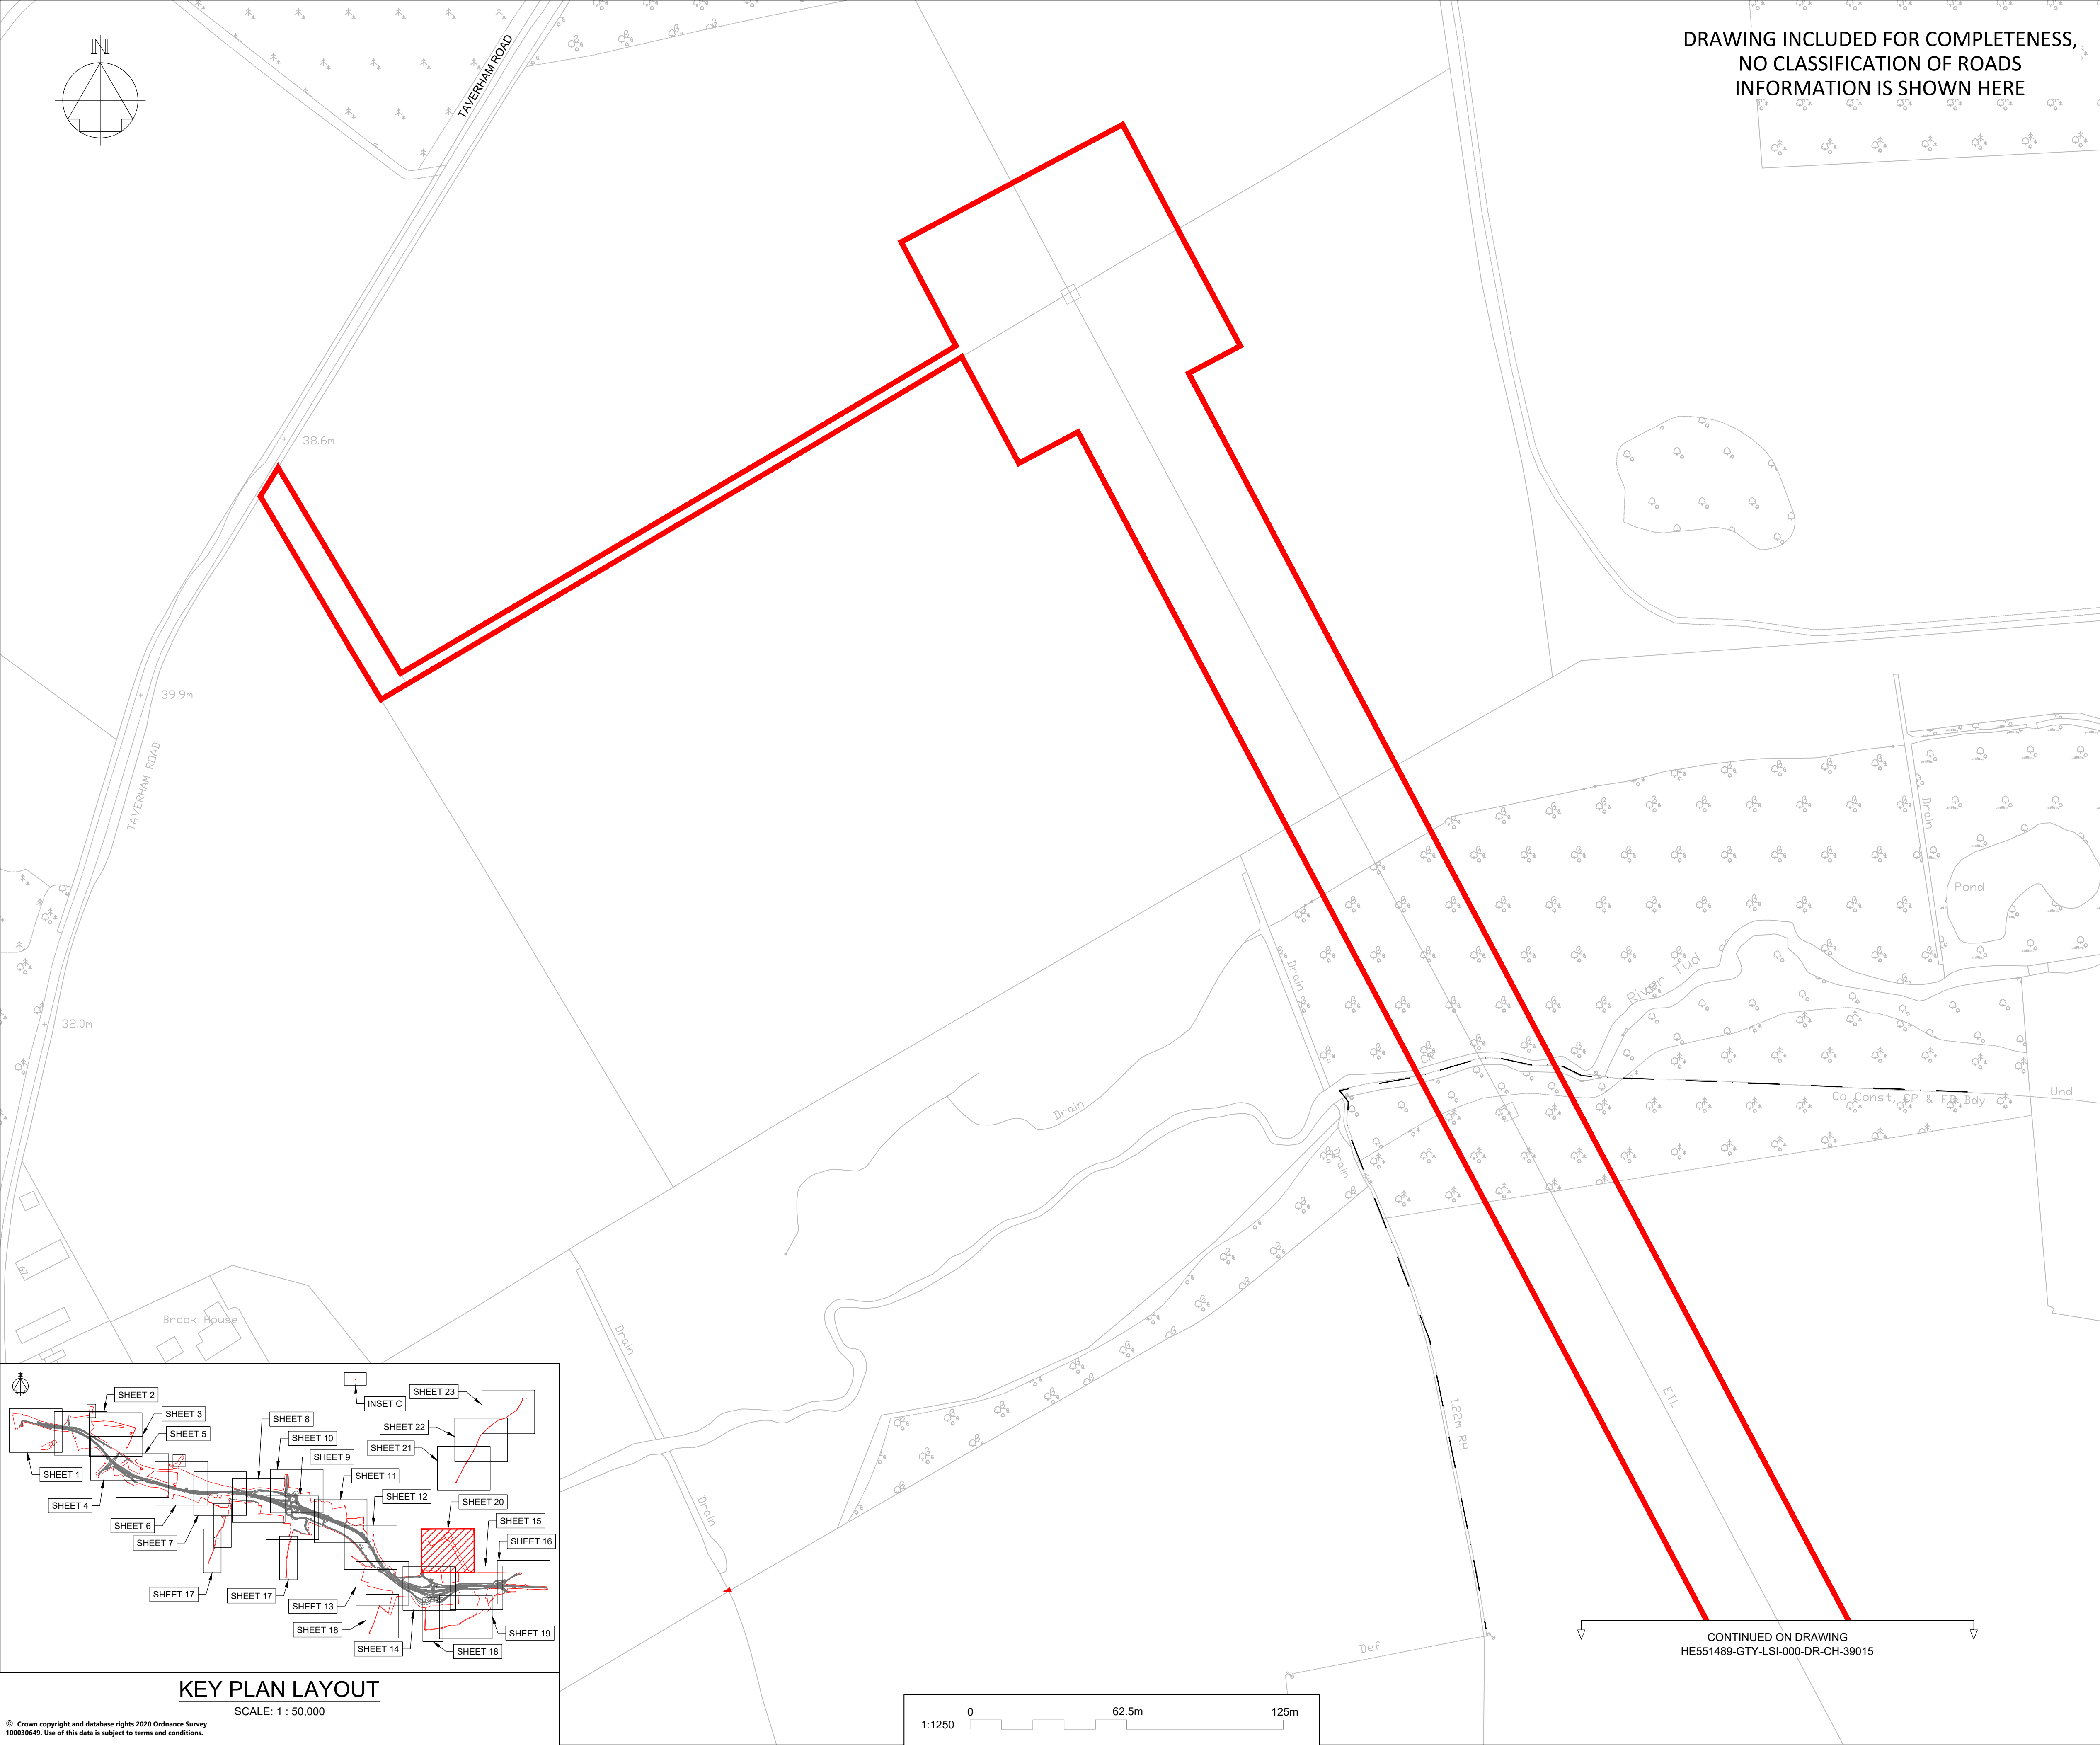 N
TAVERHAM ROAD
DRAWING INCLUDED FOR COMPLETENESS,
NO CLASSIFICATION OF ROADS
INFORMATION IS SHOWN HERE
38.6m
39.9m
TAVERHAM ROAD
32.0m
Drain
Pond
Drain
River Tud
CR
Drain
Co Const, CP & ED Bdy
Und
Drain
Brook House
Drain
ETL
1.22m RH
Drain
Def
CONTINUED ON DRAWING
HE551489-GTY-LSI-000-DR-CH-39015
N
SHEET 2
INSET C
SHEET 23
SHEET 3
SHEET 8
SHEET 22
SHEET 5
SHEET 10
SHEET 21
SHEET 9
SHEET 1
SHEET 11
SHEET 12
SHEET 4
SHEET 20
SHEET 15
SHEET 6
SHEET 16
SHEET 7
SHEET 17
SHEET 17
SHEET 13
SHEET 18
SHEET 19
SHEET 14
SHEET 18
KEY PLAN LAYOUT
SCALE: 1 : 50,000
© Crown copyright and database rights 2020 Ordnance Survey
100030649. Use of this data is subject to terms and conditions.
1:1250
0 62.5m 125m